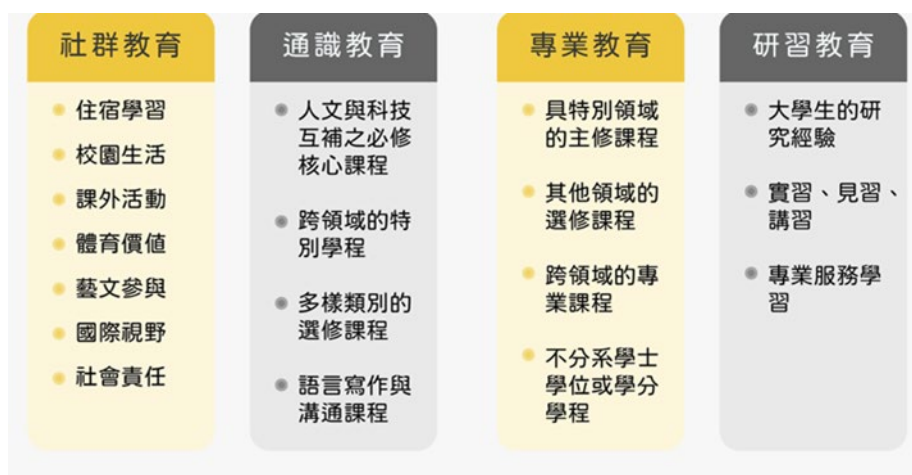 社群教育
住宿學習
校園生活
課外活動
體育價值
藝文參與
國際視野
社會責任
通識教育
人文與科技
互補之必修
核心課程
跨領域的特
別學程
多樣類別的
選修課程
語言寫作與
溝通課程
專業教育
具特別領域
的主修課程
其他領域的
選修課程
跨領域的專
業課程
不分系學士
學位或學分
學程
研習教育
大學生的研
究經驗
實習、見習、
講習
專業服務學
習